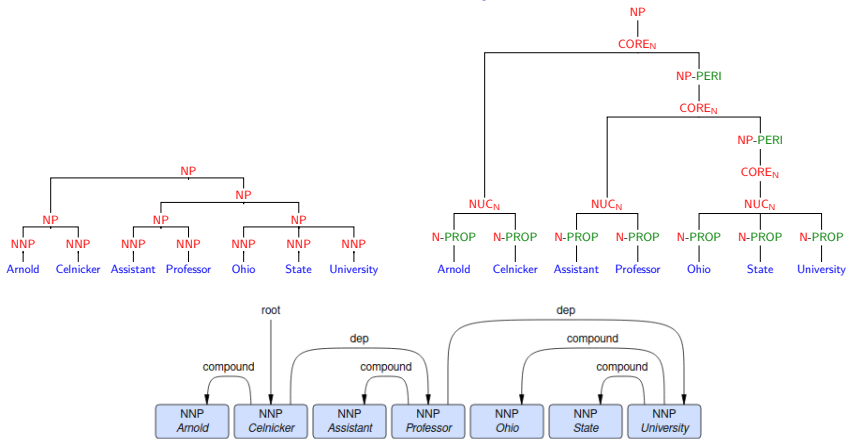 NP
CORE_N
NP-PERI
CORE_N
NP-PERI
CORE_N
NUC_N NUC_N NUC_N
N-PROP N-PROP N-PROP N-PROP N-PROP N-PROP N-PROP
Arnold Celnicker Assistant Professor Ohio State University
NP
NP
NP NP NP
NNP NNP NNP NNP NNP NNP NNP
Arnold Celnicker Assistant Professor Ohio State University
root dep
dep compound
compound compound compound
NNP NNP NNP NNP NNP NNP NNP
Arnold Celnicker Assistant Professor Ohio State University